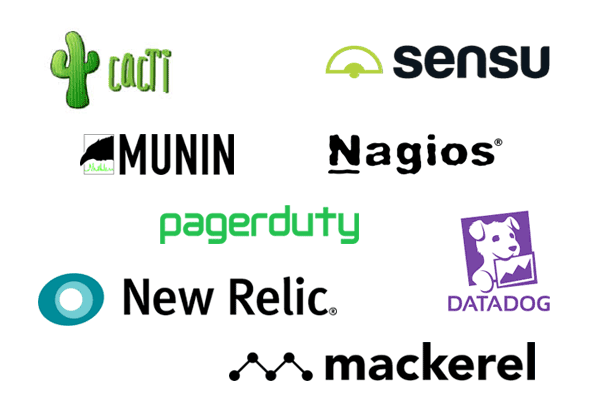 cacti
sensu
MUNIN
Nagios®
pagerduty
DATADOG
New Relic®
mackerel